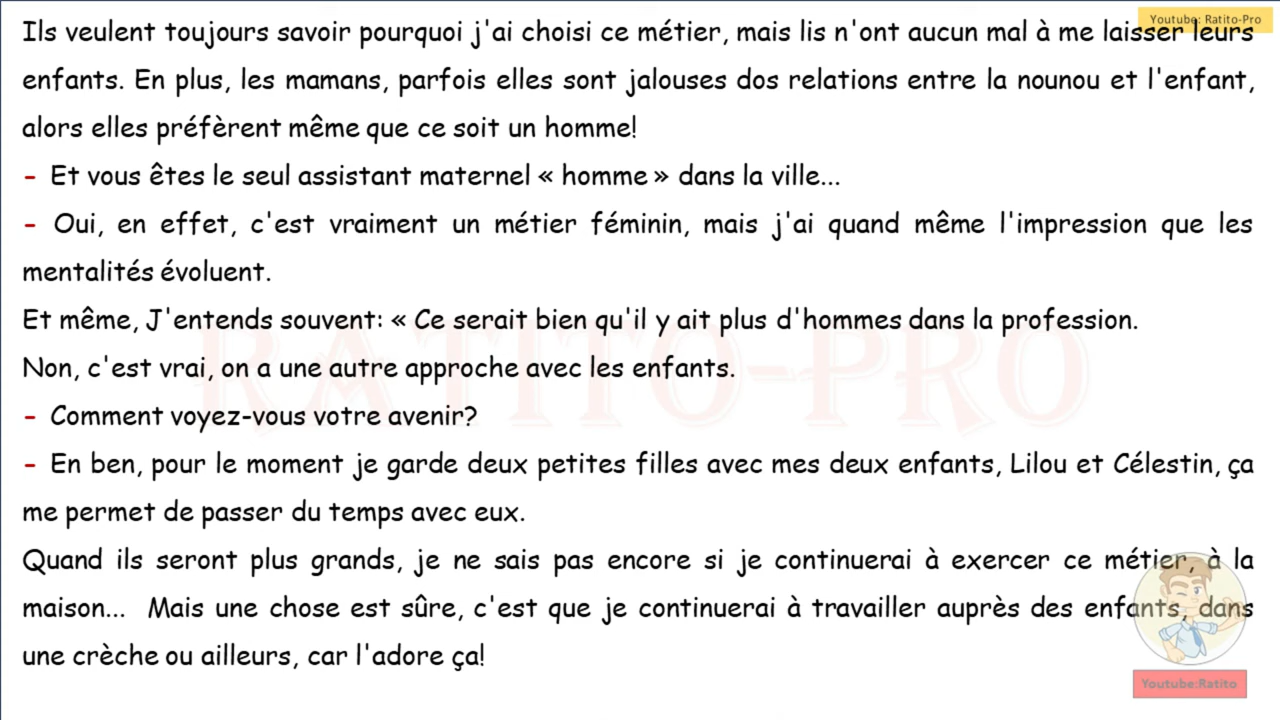 Youtube: Ratito-Pro
Ils veulent toujours savoir pourquoi j'ai choisi ce métier, mais lis n'ont aucun mal à me laisser leurs
enfants. En plus, les mamans, parfois elles sont jalouses dos relations entre la nounou et l'enfant,
alors elles préfèrent même que ce soit un homme!
- Et vous êtes le seul assistant maternel « homme » dans la ville...
- Oui, en effet, c'est vraiment un métier féminin, mais j'ai quand même l'impression que les
mentalités évoluent.
Et même, J'entends souvent: « Ce serait bien qu'il y ait plus d'hommes dans la profession.
Non, c'est vrai, on a une autre approche avec les enfants.
RATITO-PRO
- Comment voyez-vous votre avenir?
- En ben, pour le moment je garde deux petites filles avec mes deux enfants, Lilou et Célestin, ça
me permet de passer du temps avec eux.
Quand ils seront plus grands, je ne sais pas encore si je continuerai à exercer ce métier, à la
maison... Mais une chose est sûre, c'est que je continuerai à travailler auprès des enfants, dans
une crèche ou ailleurs, car l'adore ça!
Youtube:Ratito